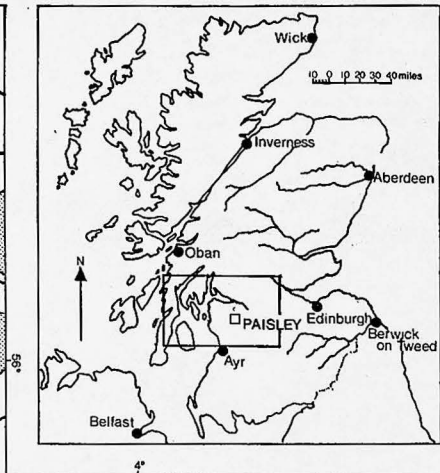 Wick
10 0 10 20 30 40 miles
Inverness
Aberdeen
Oban
N
PAISLEY
Edinburgh
Berwick
on Tweed
Ayr
Belfast
4°